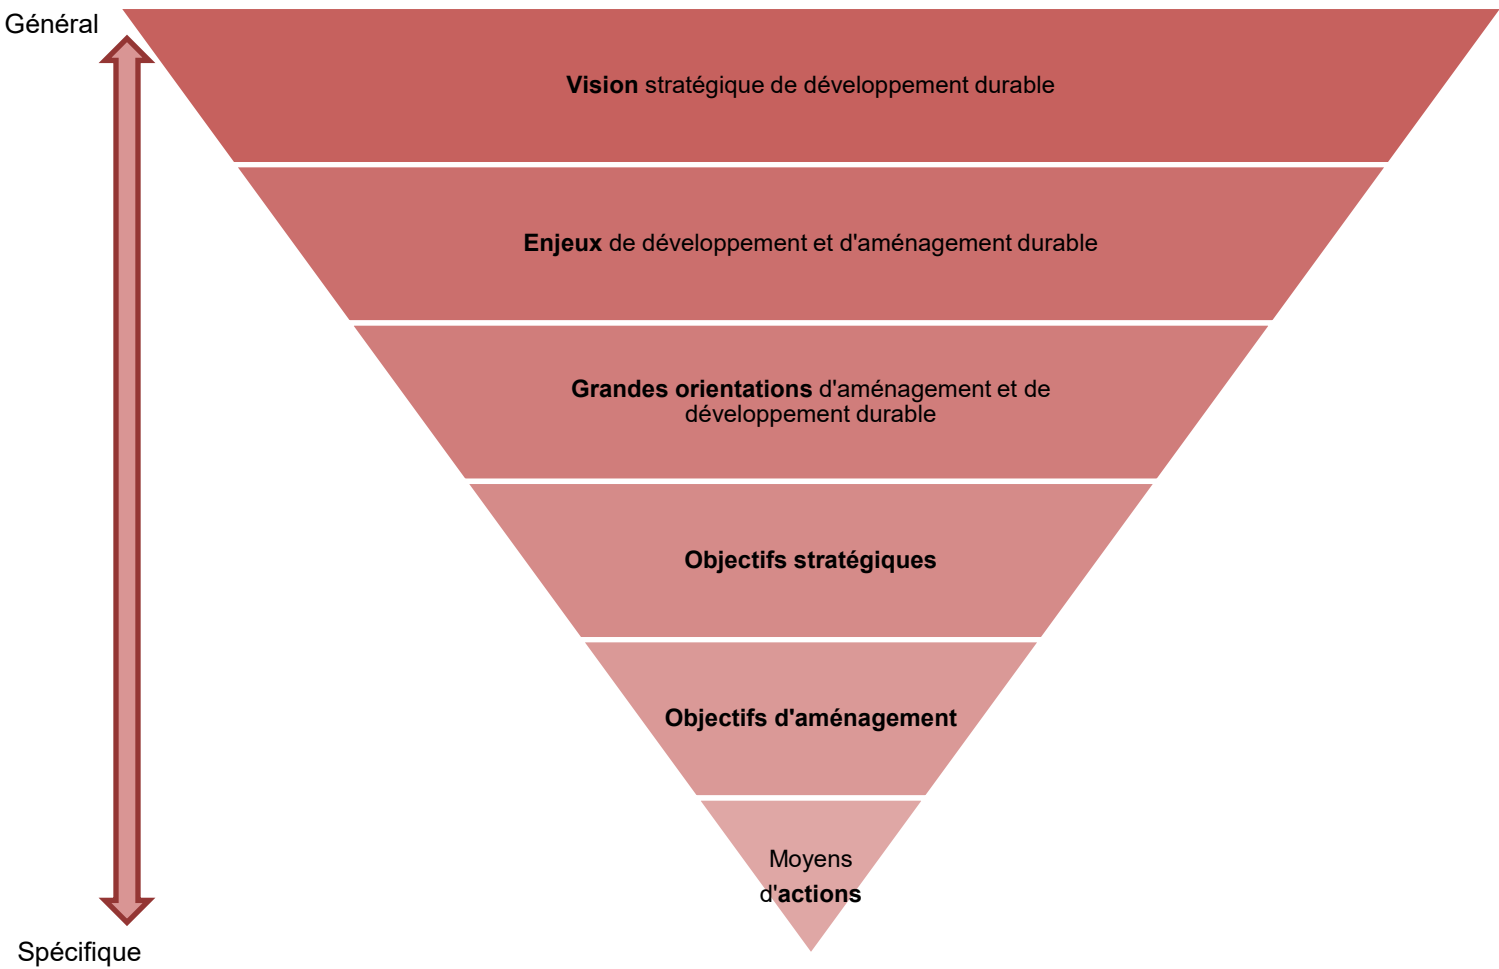 Général
Vision stratégique de développement durable
Enjeux de développement et d'aménagement durable
Grandes orientations d'aménagement et de
développement durable
Objectifs stratégiques
Objectifs d'aménagement
Moyens
d'actions
Spécifique